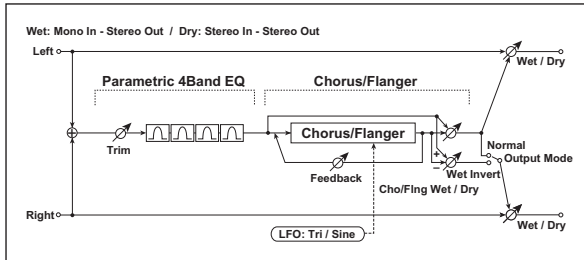 Wet: Mono In - Stereo Out / Dry: Stereo In - Stereo Out
Left
Wet / Dry
Parametric 4Band EQ
Chorus/Flanger
Trim
Chorus/Flanger
+
−
Feedback
Normal
Output Mode
Wet Invert
Cho/Flng Wet / Dry
Right
Wet / Dry
LFO: Tri / Sine